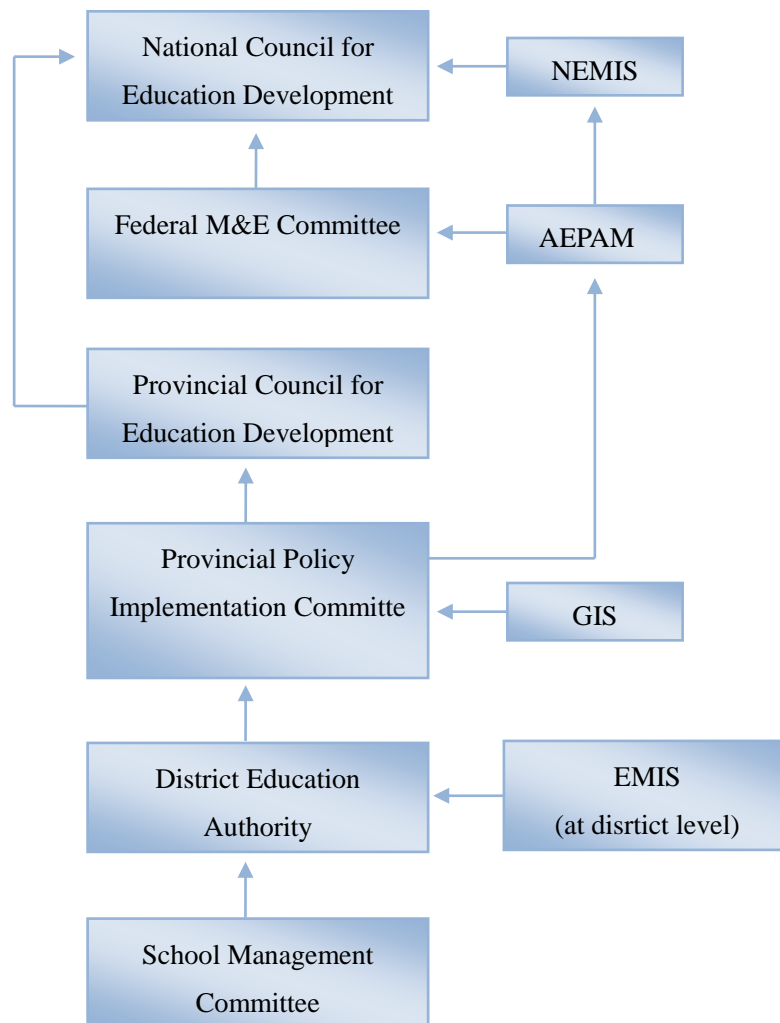 National Council for
Education Development
NEMIS
Federal M&E Committee
AEPAM
Provincial Council for
Education Development
Provincial Policy
Implementation Committe
GIS
District Education
Authority
EMIS
(at disrtict level)
School Management
Committee